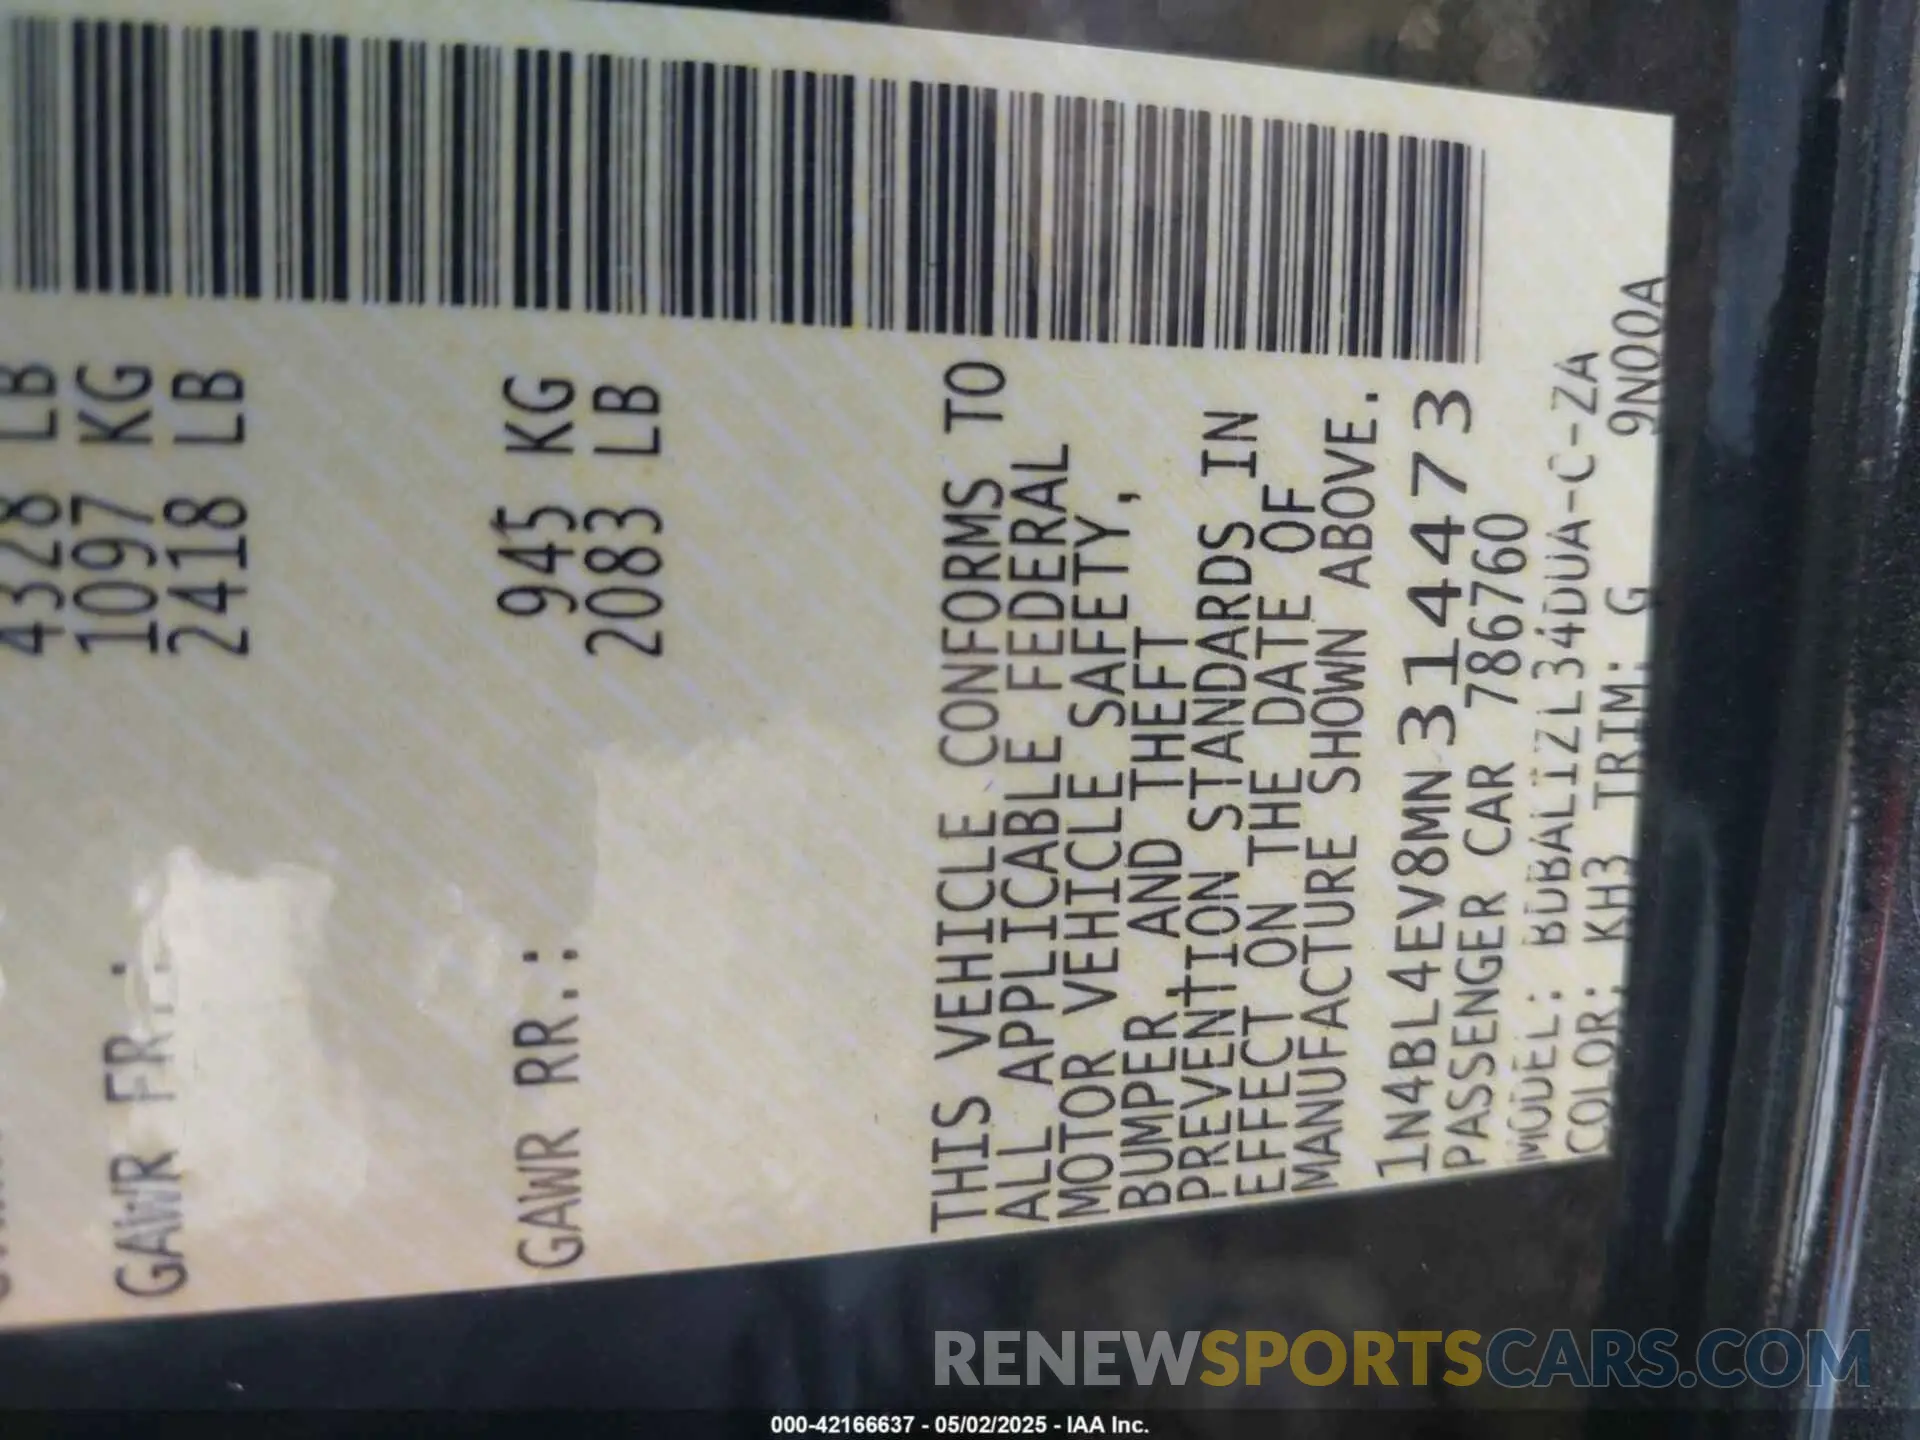 4328 LB
1097 KG
GAWR FR.:
2418 LB
945 KG
GAWR RR.:
2083 LB
THIS VEHICLE CONFORMS TO
ALL APPLICABLE FEDERAL
MOTOR VEHICLE SAFETY,
BUMPER AND THEFT
PREVENTION STANDARDS IN
EFFECT ON THE DATE OF
MANUFACTURE SHOWN ABOVE.
1N4BL4EV8MN314473
PASSENGER CAR 786760
MODEL: BDBALIZL34DUA-C-ZA
COLOR: KH3 TRIM: G 9N00A
RENEWSPORTSCARS.COM
000-42166637 - 05/02/2025 - IAA Inc.